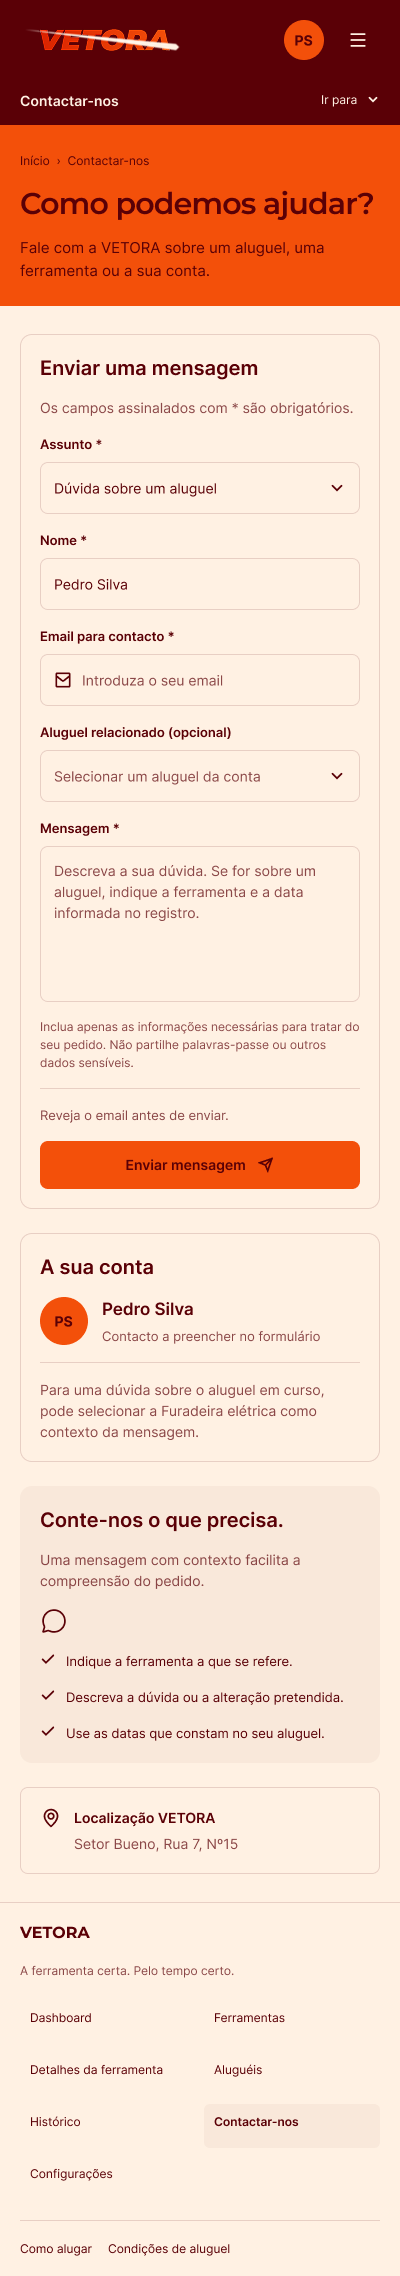 VETORA
PS
Contactar-nos
Ir para
Início › Contactar-nos
Como podemos ajudar?
Fale com a VETORA sobre um aluguel, uma
ferramenta ou a sua conta.
Enviar uma mensagem
Os campos assinalados com * são obrigatórios.
Assunto *
Dúvida sobre um aluguel
Nome *
Pedro Silva
Email para contacto *
Introduza o seu email
Aluguel relacionado (opcional)
Selecionar um aluguel da conta
Mensagem *
Descreva a sua dúvida. Se for sobre um
aluguel, indique a ferramenta e a data
informada no registro.
Inclua apenas as informações necessárias para tratar do
seu pedido. Não partilhe palavras-passe ou outros
dados sensíveis.
Reveja o email antes de enviar.
Enviar mensagem
A sua conta
PS
Pedro Silva
Contacto a preencher no formulário
Para uma dúvida sobre o aluguel em curso,
pode selecionar a Furadeira elétrica como
contexto da mensagem.
Conte-nos o que precisa.
Uma mensagem com contexto facilita a
compreensão do pedido.
Indique a ferramenta a que se refere.
Descreva a dúvida ou a alteração pretendida.
Use as datas que constam no seu aluguel.
Localização VETORA
Setor Bueno, Rua 7, Nº15
VETORA
A ferramenta certa. Pelo tempo certo.
Dashboard
Ferramentas
Detalhes da ferramenta
Aluguéis
Histórico
Contactar-nos
Configurações
Como alugar
Condições de aluguel